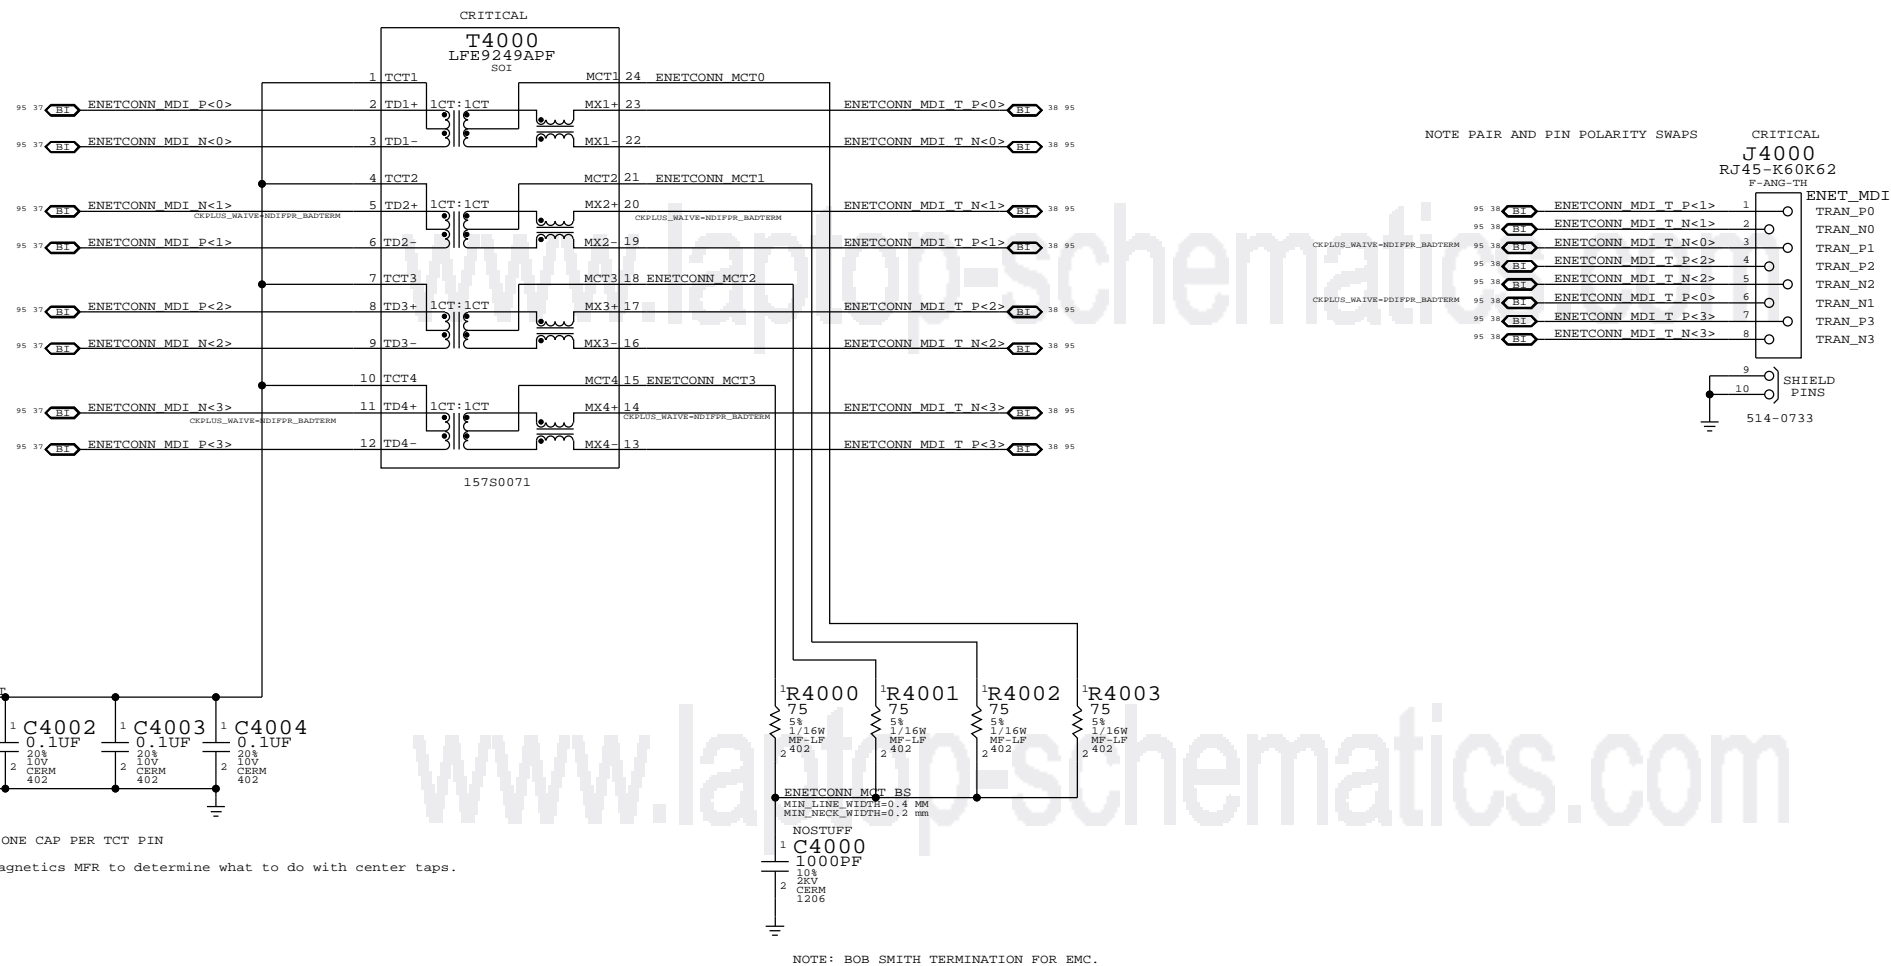 CRITICAL
T4000
LFE9249APF
SOI
1 TCT1
MCT1 24 ENETCONN_MCT0
95 37 BI ENETCONN_MDI_P<0>
2 TD1+ 1CT:1CT
MX1+ 23
ENETCONN_MDI_T_P<0> BI 38 95
95 37 BI ENETCONN_MDI_N<0>
3 TD1-
MX1- 22
ENETCONN_MDI_T_N<0> BI 38 95
4 TCT2
MCT2 21 ENETCONN_MCT1
95 37 BI ENETCONN_MDI_N<1>
CKPLUS_WAIVE=NDIFPR_BADTERM
5 TD2+ 1CT:1CT
MX2+ 20
CKPLUS_WAIVE=NDIFPR_BADTERM
ENETCONN_MDI_T_N<1> BI 38 95
95 37 BI ENETCONN_MDI_P<1>
6 TD2-
MX2- 19
ENETCONN_MDI_T_P<1> BI 38 95
7 TCT3
MCT3 18 ENETCONN_MCT2
95 37 BI ENETCONN_MDI_P<2>
8 TD3+ 1CT:1CT
MX3+ 17
ENETCONN_MDI_T_P<2> BI 38 95
95 37 BI ENETCONN_MDI_N<2>
9 TD3-
MX3- 16
ENETCONN_MDI_T_N<2> BI 38 95
10 TCT4
MCT4 15 ENETCONN_MCT3
95 37 BI ENETCONN_MDI_N<3>
CKPLUS_WAIVE=NDIFPR_BADTERM
11 TD4+ 1CT:1CT
MX4+ 14
CKPLUS_WAIVE=NDIFPR_BADTERM
ENETCONN_MDI_T_N<3> BI 38 95
95 37 BI ENETCONN_MDI_P<3>
12 TD4-
MX4- 13
ENETCONN_MDI_T_P<3> BI 38 95
157S0071
NOTE PAIR AND PIN POLARITY SWAPS
CRITICAL
J4000
RJ45-K60K62
F-ANG-TH
ENET_MDI
95 38 BI ENETCONN_MDI_T_P<1> 1 TRAN_P0
95 38 BI ENETCONN_MDI_T_N<1> 2 TRAN_N0
CKPLUS_WAIVE=NDIFPR_BADTERM 95 38 BI ENETCONN_MDI_T_N<0> 3 TRAN_P1
95 38 BI ENETCONN_MDI_T_P<2> 4 TRAN_P2
95 38 BI ENETCONN_MDI_T_N<2> 5 TRAN_N2
CKPLUS_WAIVE=PDIFPR_BADTERM 95 38 BI ENETCONN_MDI_T_P<0> 6 TRAN_N1
95 38 BI ENETCONN_MDI_T_P<3> 7 TRAN_P3
95 38 BI ENETCONN_MDI_T_N<3> 8 TRAN_N3
9
10
SHIELD
PINS
514-0733
www.laptop-schematics.com
1 C4002
0.1UF
20%
10V
2 CERM
402
1 C4003
0.1UF
20%
10V
2 CERM
402
1 C4004
0.1UF
20%
10V
2 CERM
402
ONE CAP PER TCT PIN
agnetics MFR to determine what to do with center taps.
1 R4000
75
5%
1/16W
MF-LF
2 402
1 R4001
75
5%
1/16W
MF-LF
2 402
1 R4002
75
5%
1/16W
MF-LF
2 402
1 R4003
75
5%
1/16W
MF-LF
2 402
ENETCONN_MCT_BS
MIN_LINE_WIDTH=0.4 MM
MIN_NECK_WIDTH=0.2 mm
NOSTUFF
1 C4000
1000PF
10%
2KV
2 CERM
1206
NOTE: BOB SMITH TERMINATION FOR EMC.
www.laptop-schematics.com